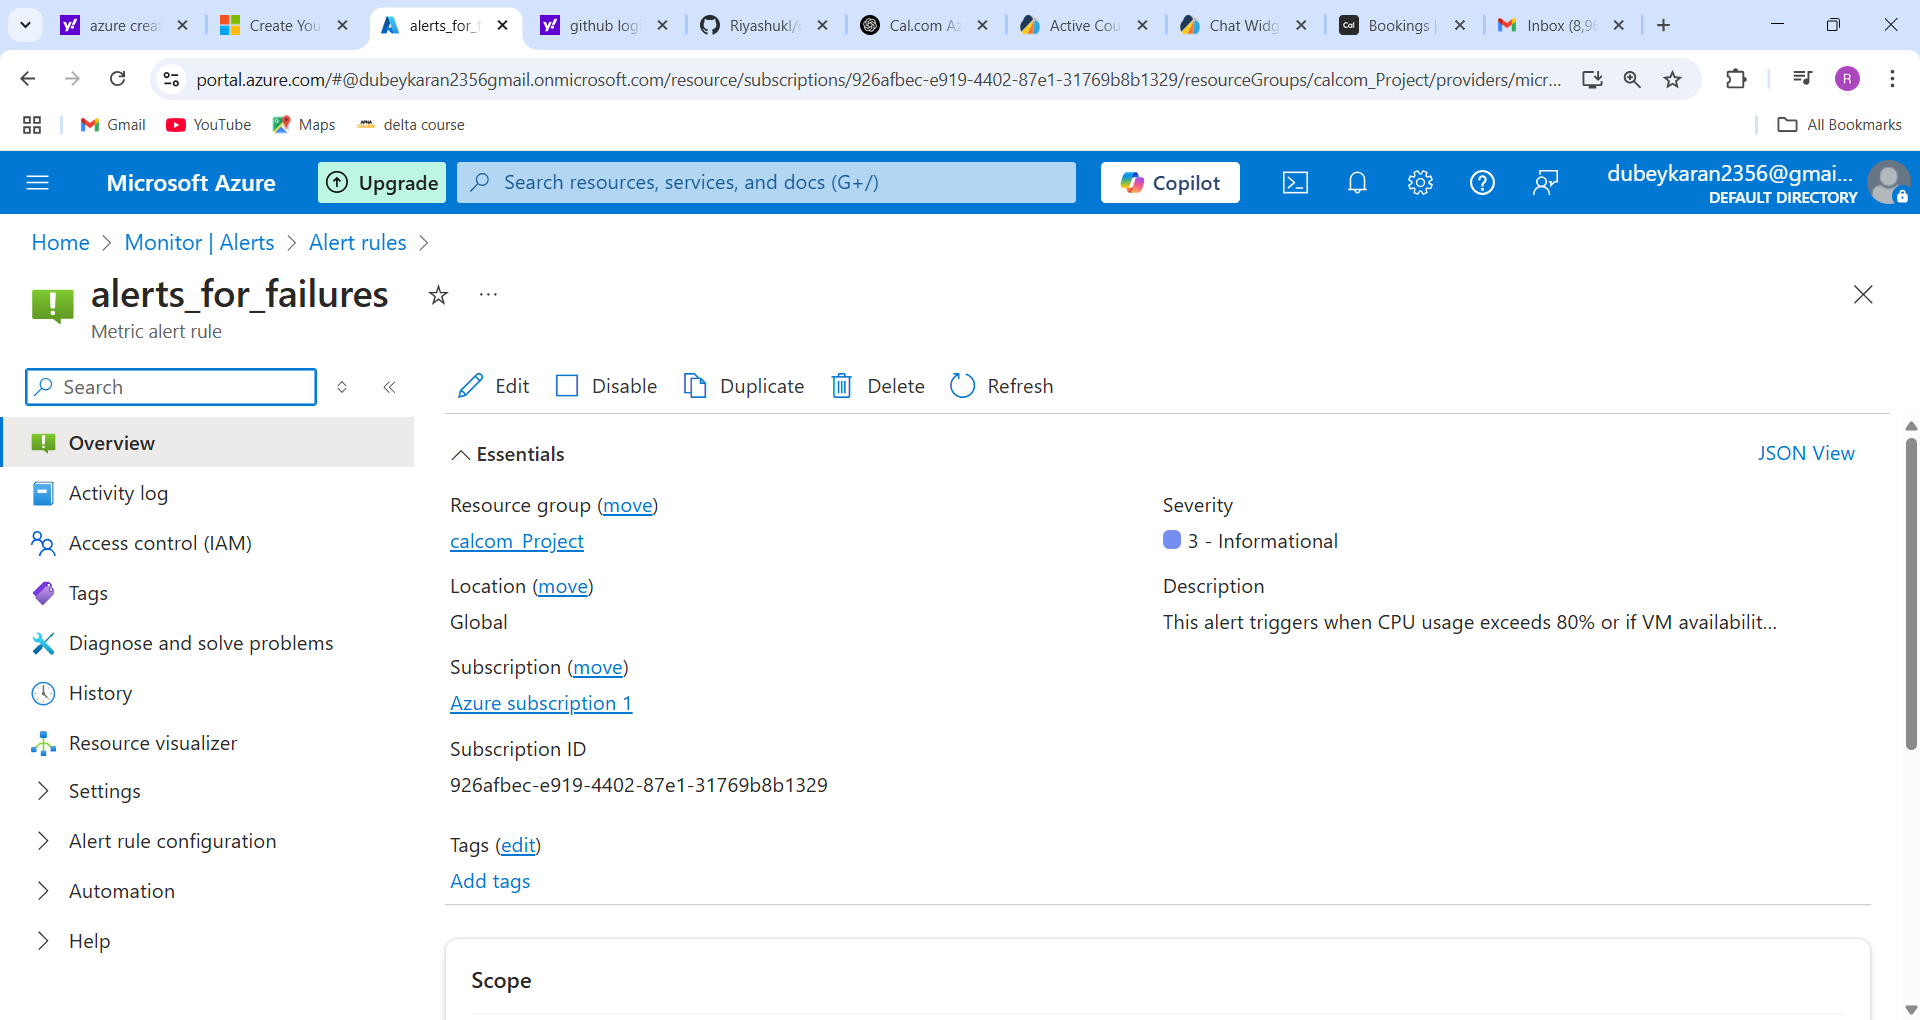 azure creat
Create You
alerts_for_f
github logi
Riyashukl/c
Cal.com Az
Active Cou
Chat Widg
Bookings |
Inbox (8,96
portal.azure.com/#@dubeykaran2356gmail.onmicrosoft.com/resource/subscriptions/926afbec-e919-4402-87e1-31769b8b1329/resourceGroups/calcom_Project/providers/micr...
R
Gmail
YouTube
Maps
delta course
All Bookmarks
Microsoft Azure
Upgrade
Search resources, services, and docs (G+/)
Copilot
dubeykaran2356@gmai...
DEFAULT DIRECTORY
Home > Monitor | Alerts > Alert rules >
alerts_for_failures
Metric alert rule
Search
Edit
Disable
Duplicate
Delete
Refresh
Overview
Activity log
Access control (IAM)
Tags
Diagnose and solve problems
History
Resource visualizer
Settings
Alert rule configuration
Automation
Help
Essentials
JSON View
Resource group (move)
calcom_Project
Location (move)
Global
Subscription (move)
Azure subscription 1
Subscription ID
926afbec-e919-4402-87e1-31769b8b1329
Tags (edit)
Add tags
Severity
3 - Informational
Description
This alert triggers when CPU usage exceeds 80% or if VM availabilit...
Scope